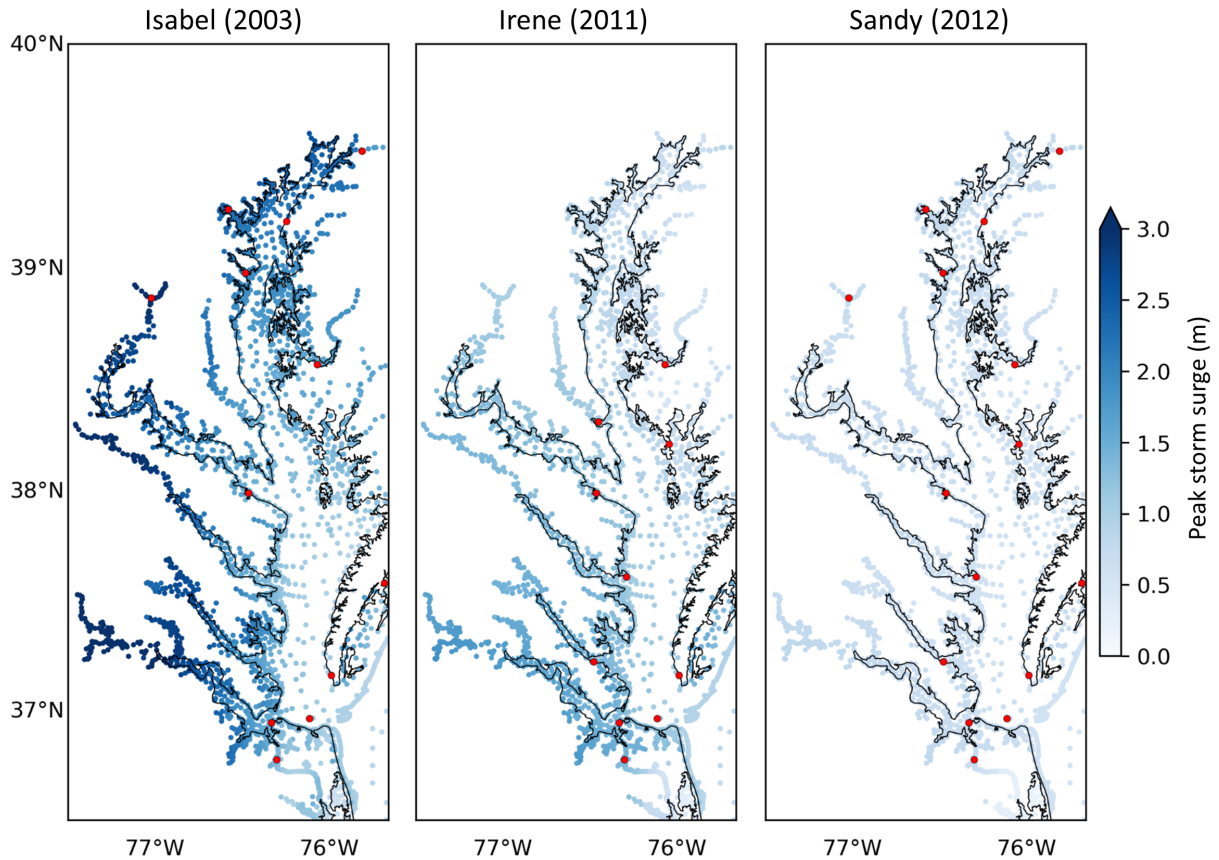 Isabel (2003) Irene (2011) Sandy (2012)
40°N
39°N
38°N
37°N
77°W 76°W 77°W 76°W 77°W 76°W
3.0
2.5
2.0
1.5
1.0
0.5
0.0
Peak storm surge (m)